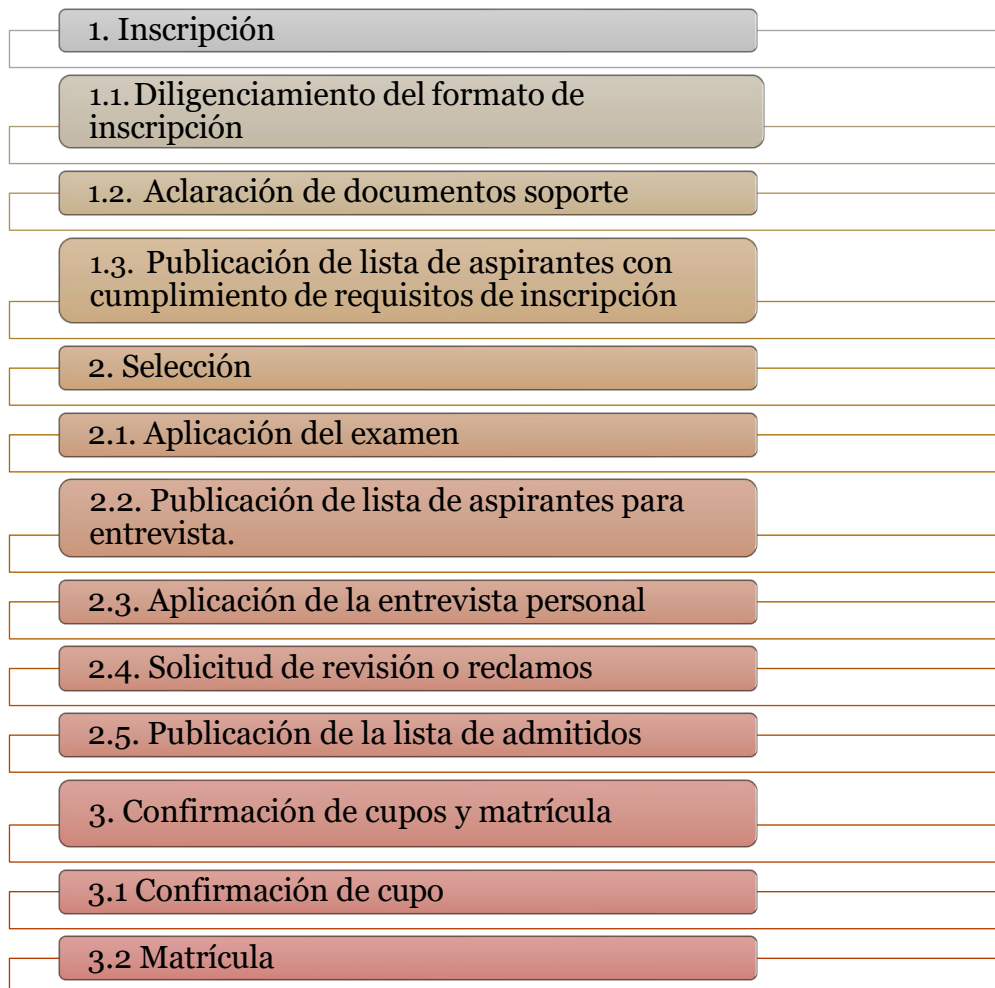 1. Inscripción
1.1. Diligenciamiento del formato de
inscripción
1.2. Aclaración de documentos soporte
1.3. Publicación de lista de aspirantes con
cumplimiento de requisitos de inscripción
2. Selección
2.1. Aplicación del examen
2.2. Publicación de lista de aspirantes para
entrevista.
2.3. Aplicación de la entrevista personal
2.4. Solicitud de revisión o reclamos
2.5. Publicación de la lista de admitidos
3. Confirmación de cupos y matrícula
3.1 Confirmación de cupo
3.2 Matrícula